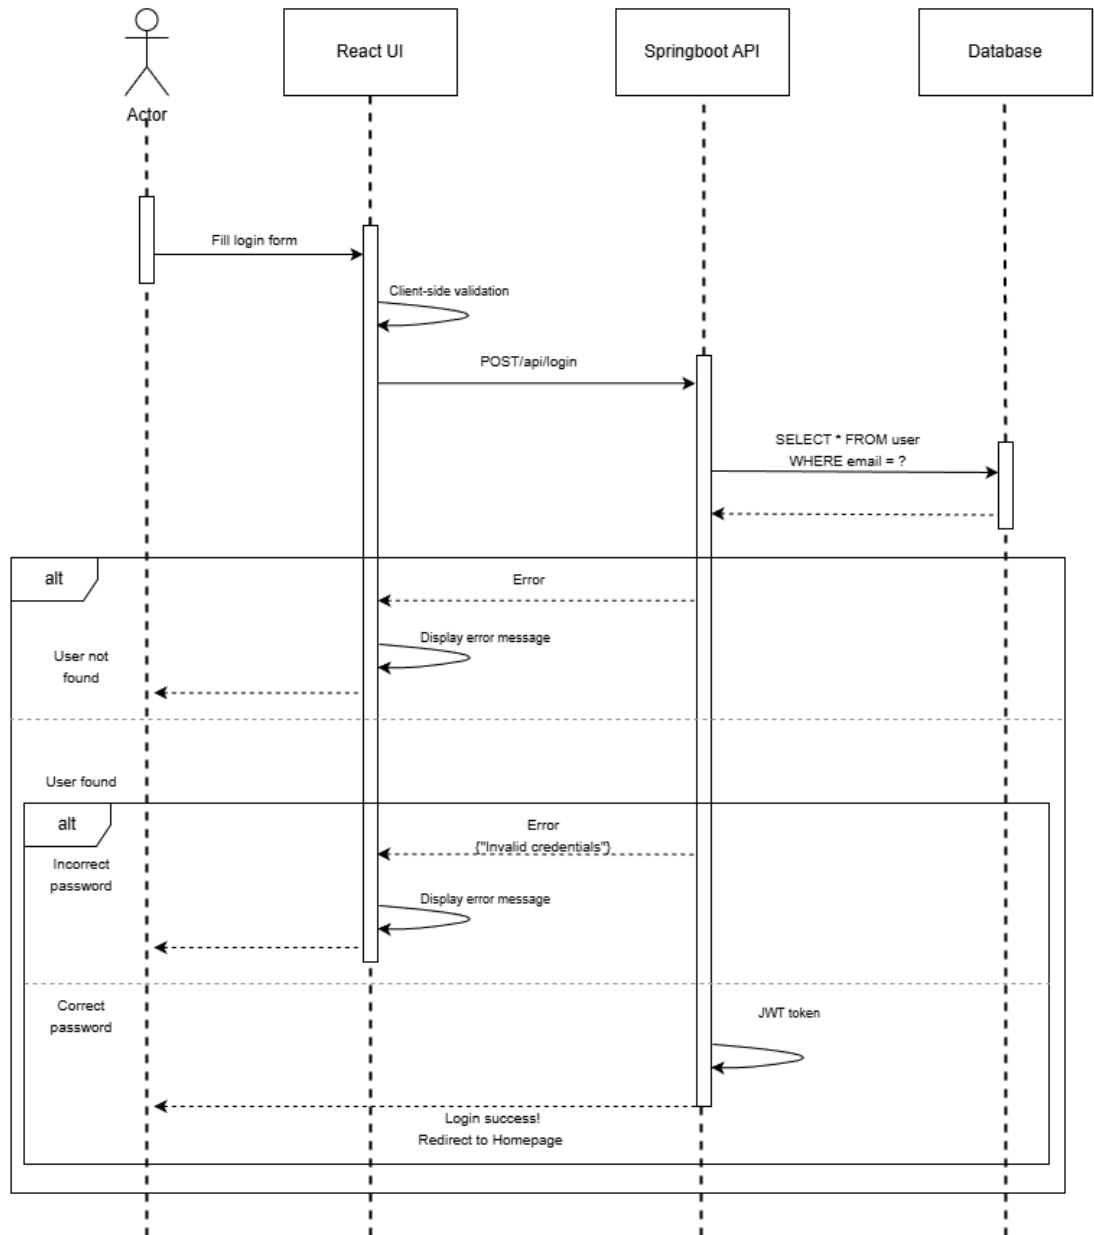 React UI
Springboot API
Database
Actor
Fill login form
Client-side validation
POST/api/login
SELECT * FROM user
WHERE email = ?
alt
Error
Display error message
User not
found
User found
alt
Error
{"Invalid credentials"}
Incorrect
password
Display error message
Correct
password
JWT token
Login success!
Redirect to Homepage